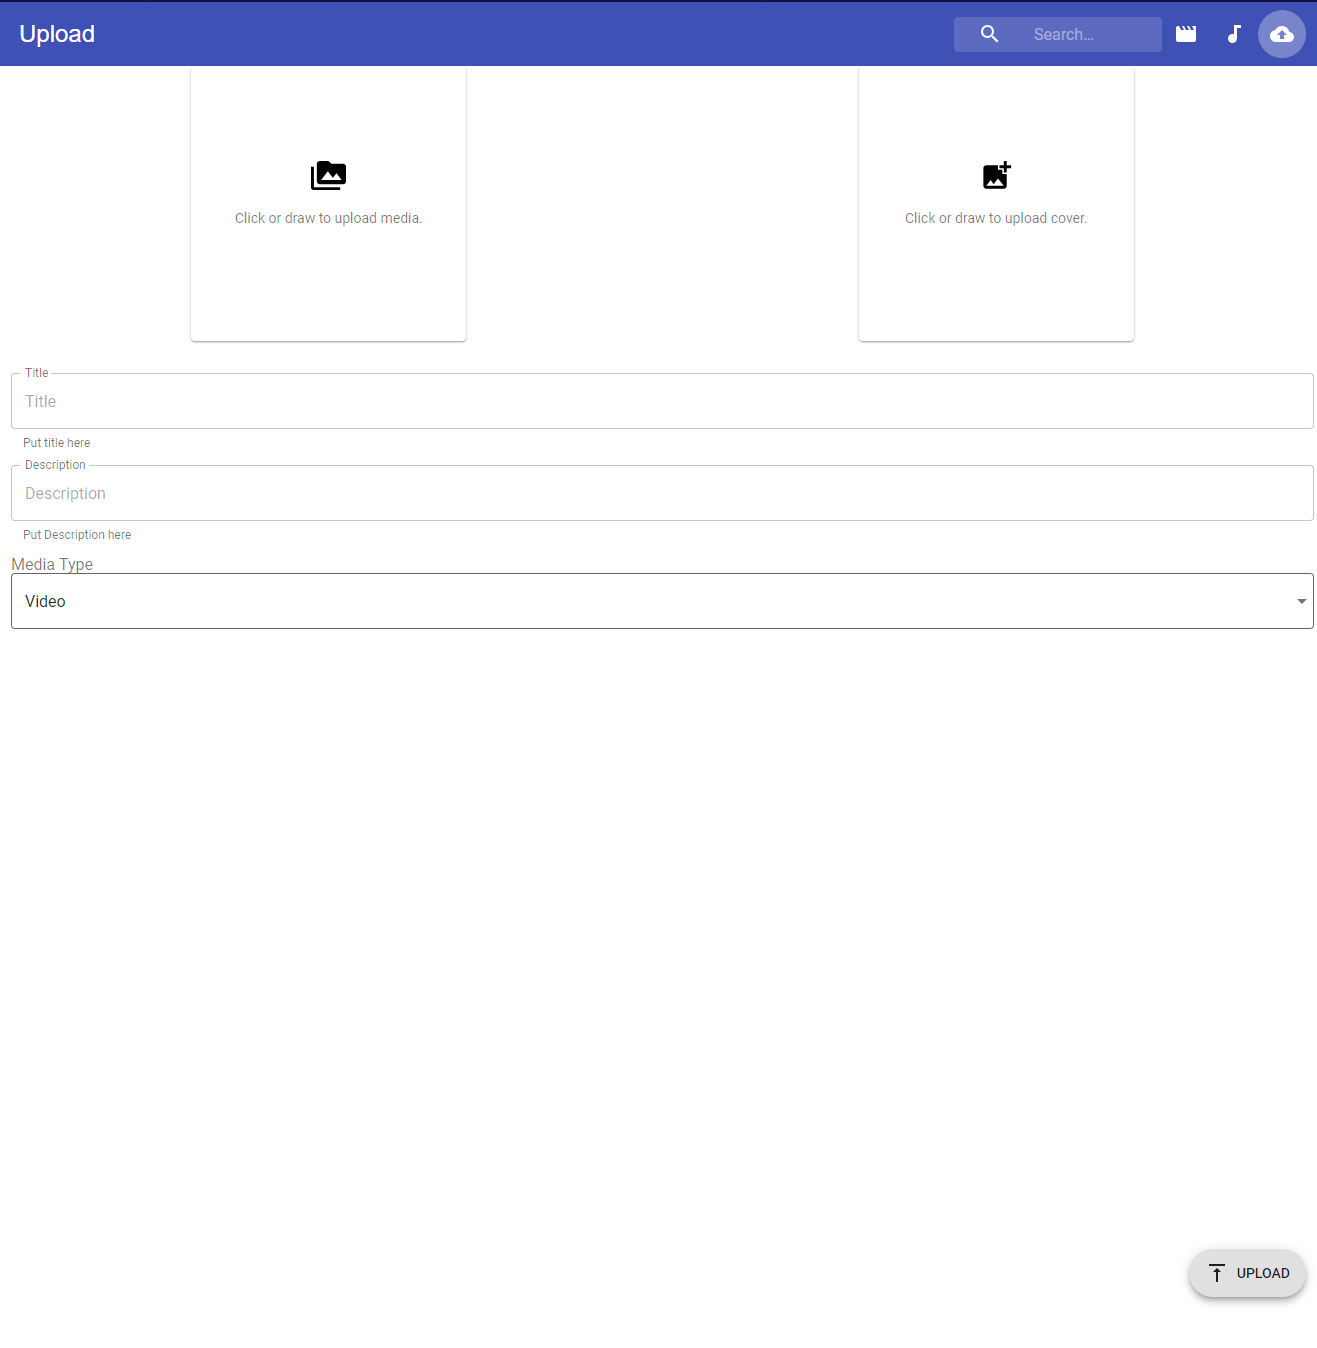 Upload
Search...
Click or draw to upload media.
Click or draw to upload cover.
Title
Title
Put title here
Description
Description
Put Description here
Media Type
Video
UPLOAD